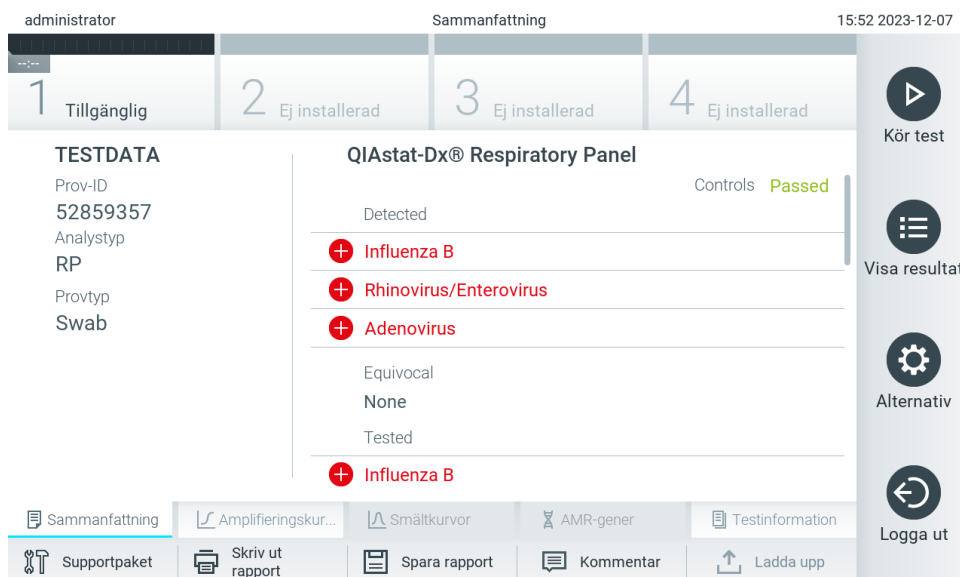 administrator
Sammanfattning
15:52 2023-12-07
--:--
1 Tillgänglig
2 Ej installerad
3 Ej installerad
4 Ej installerad
Kör test
TESTDATA
Prov-ID
52859357
Analystyp
RP
Provtyp
Swab
QIAstat-Dx® Respiratory Panel
Controls Passed
Detected
Influenza B
Rhinovirus/Enterovirus
Adenovirus
Equivocal
None
Tested
Influenza B
Visa resultat
Alternativ
Logga ut
Sammanfattning
Amplifieringskur...
Smältkurvor
AMR-gener
Testinformation
Supportpaket
Skriv ut
rapport
Spara rapport
Kommentar
Ladda upp